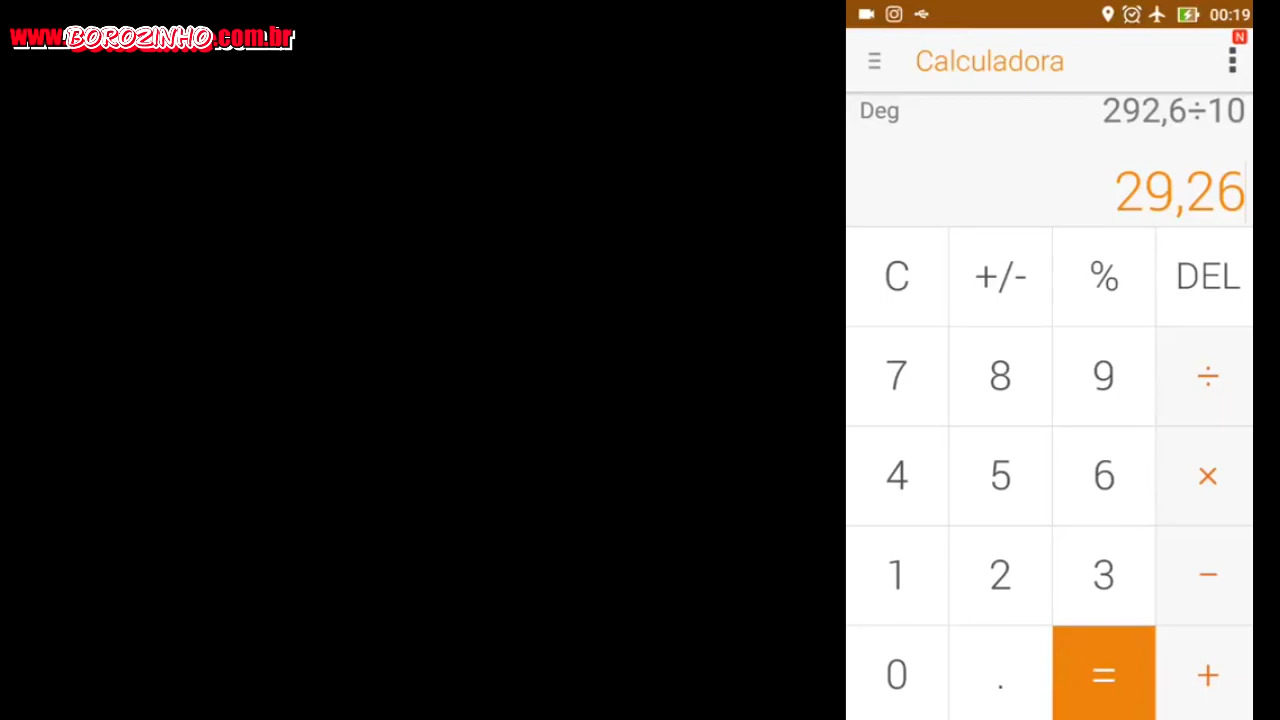 www.BOROZINHO.com.br
00:19
N
Calculadora
Deg
292,6÷10
29,26
C +/- % DEL
7 8 9 ÷
4 5 6 ×
1 2 3 −
0 . = +